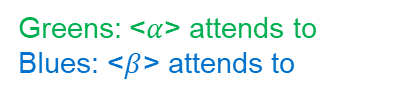 Greens: <𝛼> attends to
Blues: <𝛽> attends to